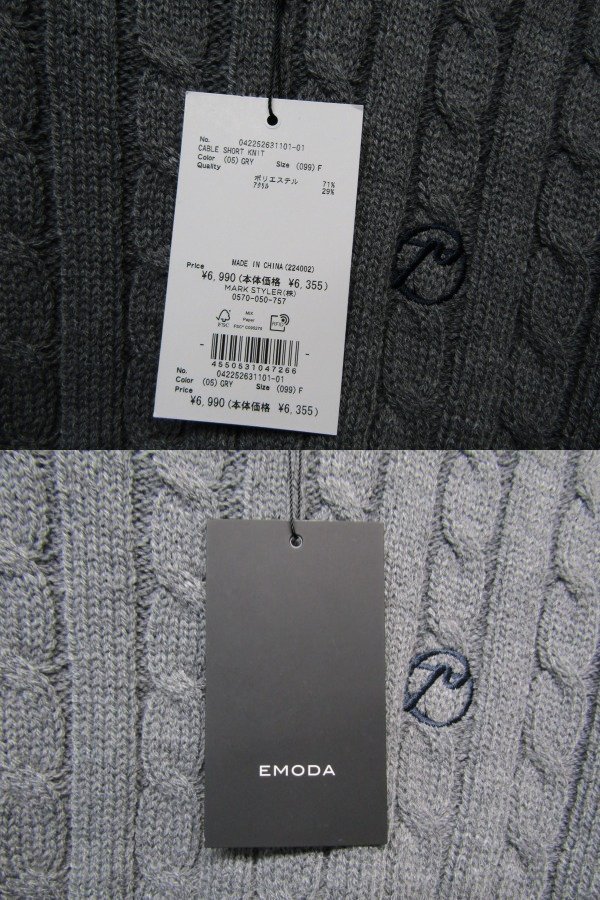 No. 042252631101-01
CABLE SHORT KNIT
Color (05) GRY Size (099) F
Quality
ポリエステル 71%
アクリル 29%
MADE IN CHINA(224002)
Price
¥6,990(本体価格 ¥6,355)
MARK STYLER(株)
0570-050-757
FSC
MIX
Paper
4550531047266
No. 042252631101-01
Color (05) GRY Size (099) F
Price
¥6,990(本体価格 ¥6,355)
EMODA